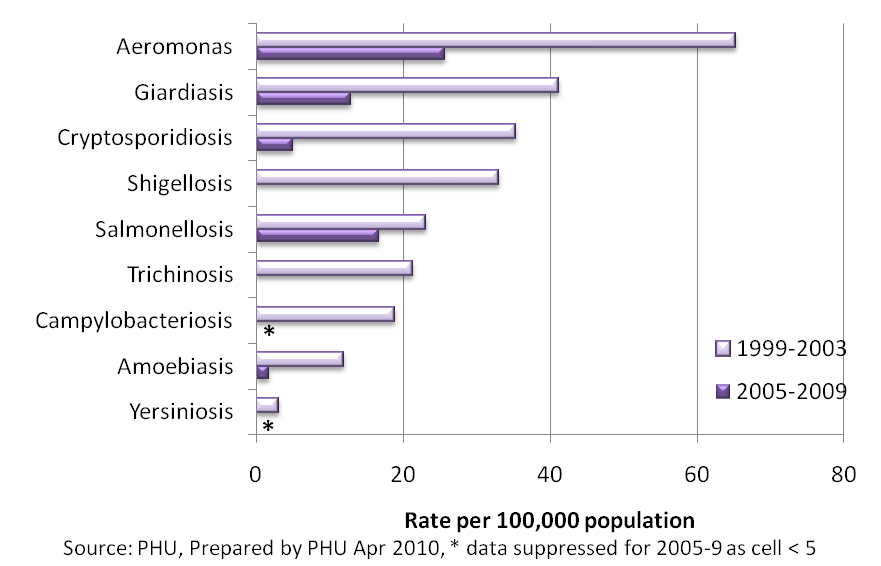 Aeromonas
Giardiasis
Cryptosporidiosis
Shigellosis
Salmonellosis
Trichinosis
Campylobacteriosis
*
Amoebiasis
Yersiniosis
*
1999-2003
2005-2009
0 20 40 60 80
Rate per 100,000 population
Source: PHU, Prepared by PHU Apr 2010, * data suppressed for 2005-9 as cell < 5